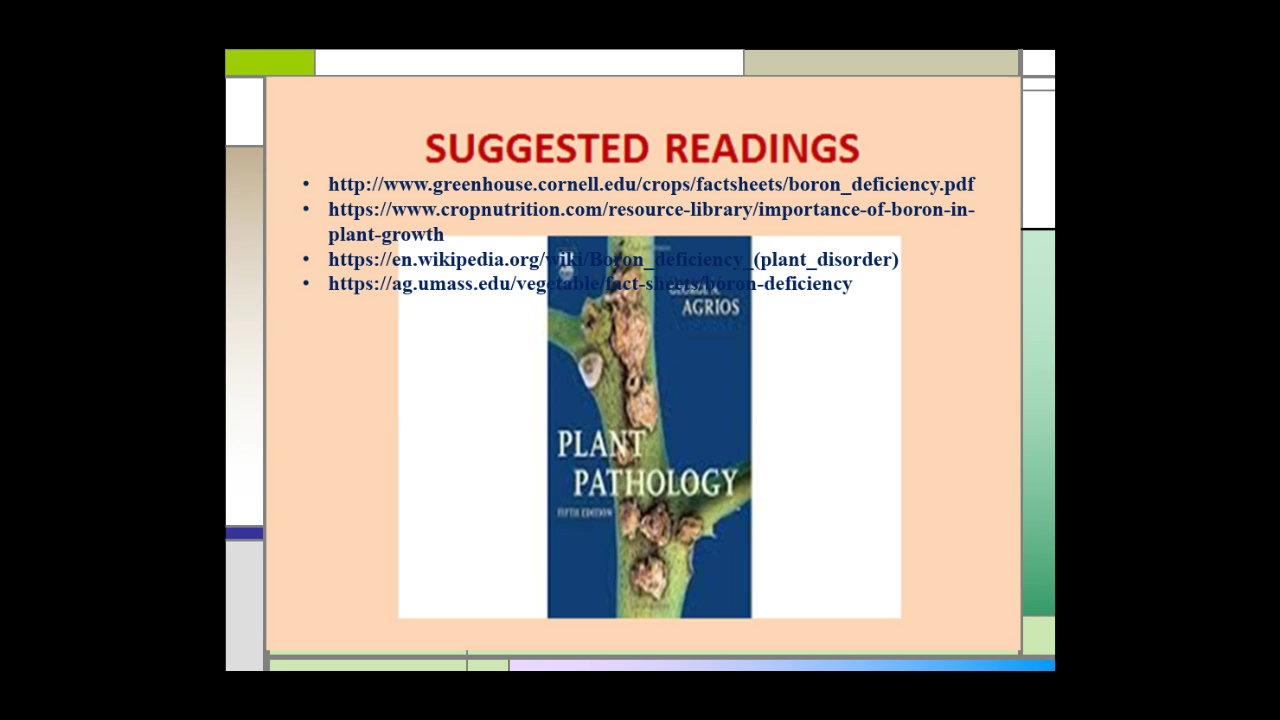 SUGGESTED READINGS
• http://www.greenhouse.cornell.edu/crops/factsheets/boron_deficiency.pdf
• https://www.cropnutrition.com/resource-library/importance-of-boron-in-
plant-growth
• https://en.wikipedia.org/wiki/Boron_deficiency_(plant_disorder)
• https://ag.umass.edu/vegetable/fact-sheets/boron-deficiency
GEORGE N.
AGRIOS
PLANT
PATHOLOGY
FIFTH EDITION